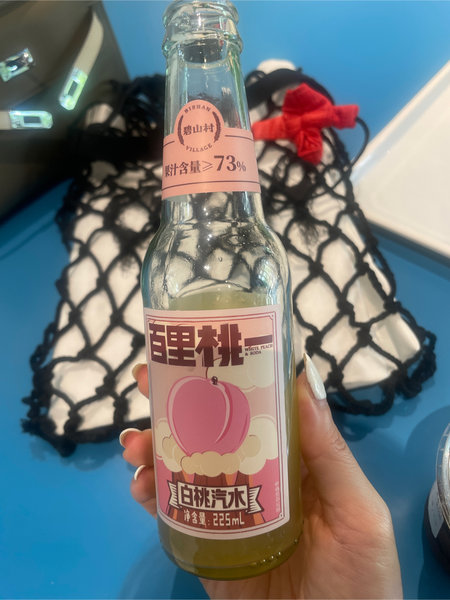 BISHAN
碧山村
VILLAGE
果汁含量≥73%
百里桃一
WHITE PEACH
& SODA
白桃汽水
净含量: 225mL